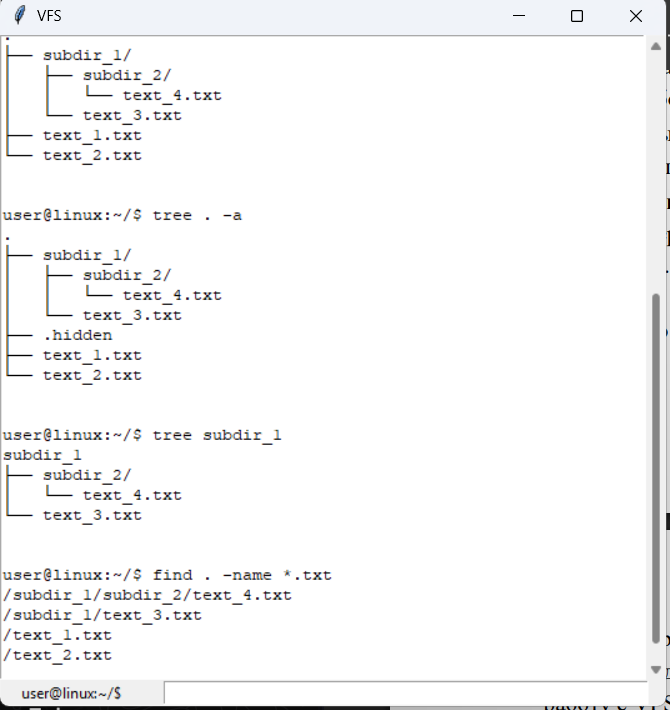 VFS
.
├── subdir_1/
│   ├── subdir_2/
│   │   └── text_4.txt
│   └── text_3.txt
├── text_1.txt
└── text_2.txt
user@linux:~/$ tree . -a
.
├── subdir_1/
│   ├── subdir_2/
│   │   └── text_4.txt
│   └── text_3.txt
├── .hidden
├── text_1.txt
└── text_2.txt
user@linux:~/$ tree subdir_1
subdir_1
├── subdir_2/
│   └── text_4.txt
└── text_3.txt
user@linux:~/$ find . -name *.txt
/subdir_1/subdir_2/text_4.txt
/subdir_1/text_3.txt
/text_1.txt
/text_2.txt
user@linux:~/$